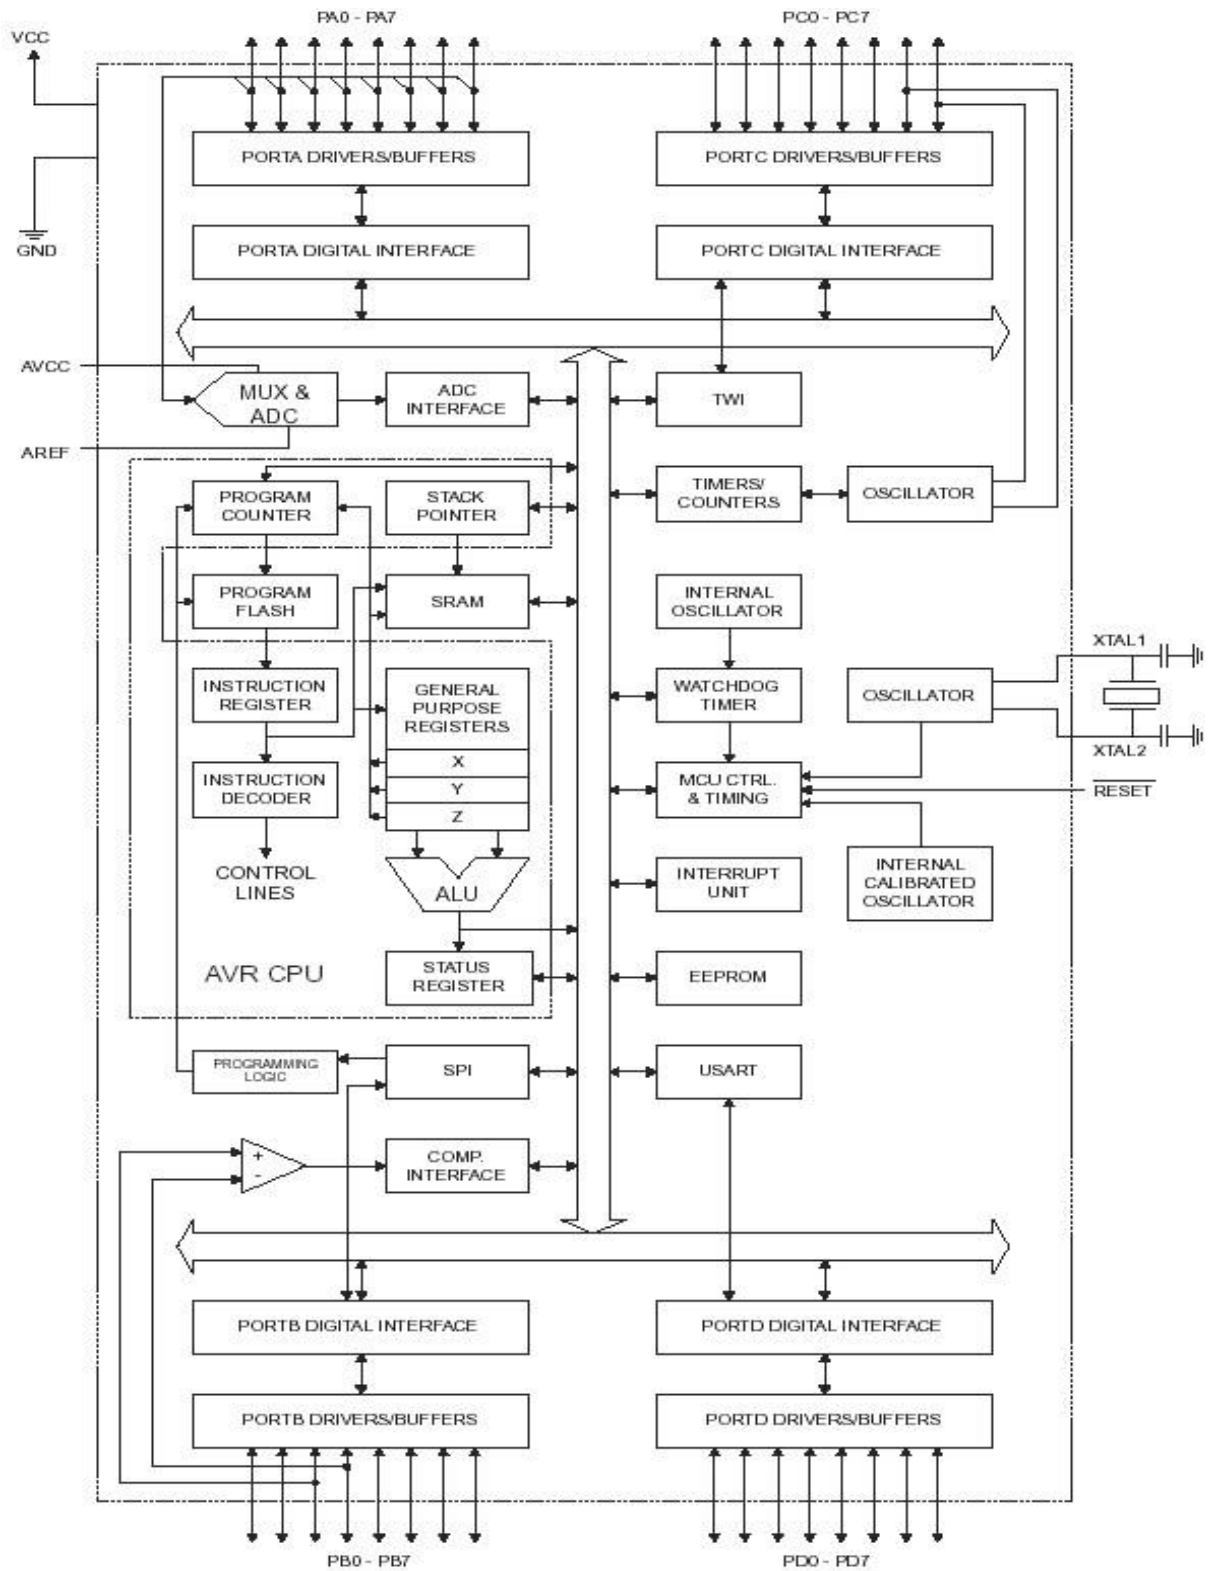 PA0 - PA7
PC0 - PC7
VCC
PORTA DRIVERS/BUFFERS
PORTC DRIVERS/BUFFERS
GND
PORTA DIGITAL INTERFACE
PORTC DIGITAL INTERFACE
AVCC
MUX &
ADC
ADC
INTERFACE
TWI
AREF
PROGRAM
COUNTER
STACK
POINTER
TIMERS/
COUNTERS
OSCILLATOR
PROGRAM
FLASH
SRAM
INTERNAL
OSCILLATOR
XTAL1
INSTRUCTION
REGISTER
GENERAL
PURPOSE
REGISTERS
WATCHDOG
TIMER
OSCILLATOR
XTAL2
X
Y
Z
INSTRUCTION
DECODER
MCU CTRL.
& TIMING
RESET
CONTROL
LINES
ALU
INTERRUPT
UNIT
INTERNAL
CALIBRATED
OSCILLATOR
AVR CPU
STATUS
REGISTER
EEPROM
PROGRAMMING
LOGIC
SPI
USART
+
-
COMP.
INTERFACE
PORTB DIGITAL INTERFACE
PORTD DIGITAL INTERFACE
PORTB DRIVERS/BUFFERS
PORTD DRIVERS/BUFFERS
PB0 - PB7
PD0 - PD7